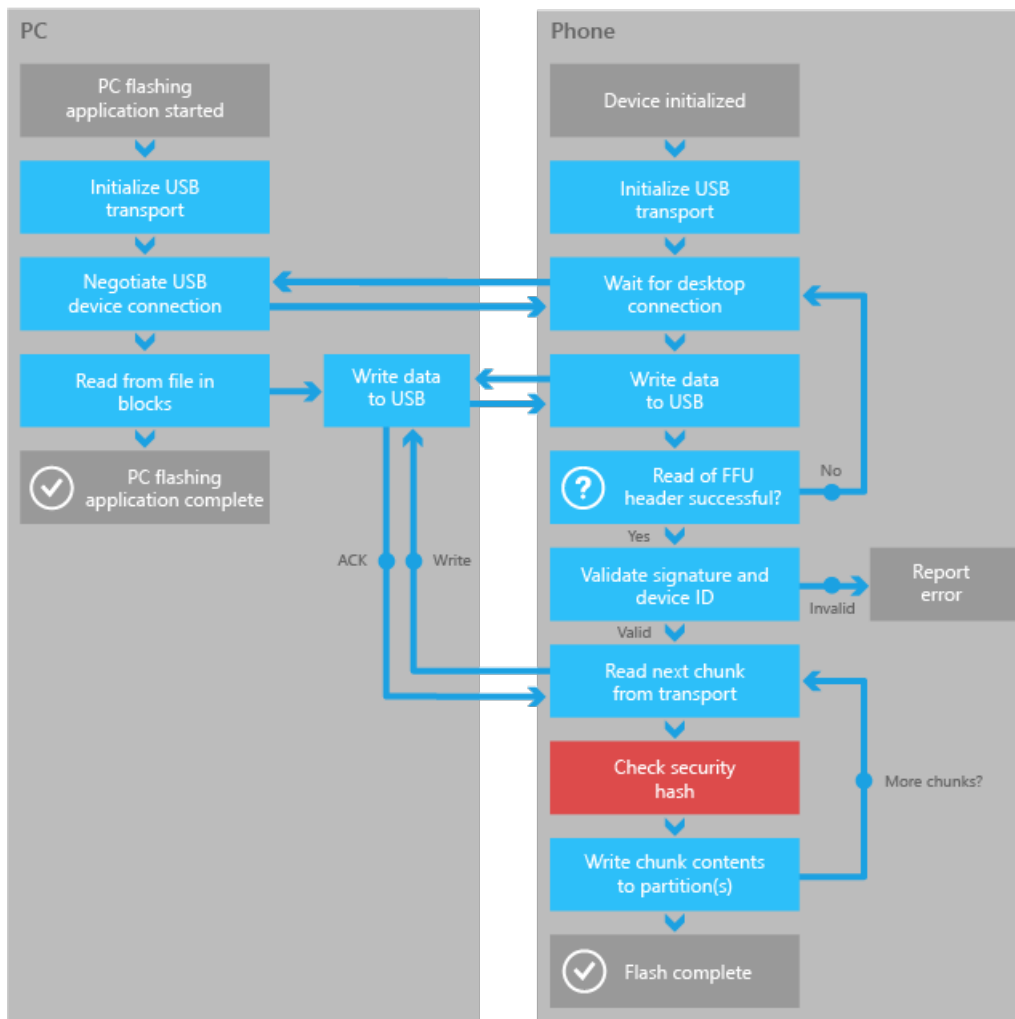 PC
PC flashing
application started
Initialize USB
transport
Negotiate USB
device connection
Read from file in
blocks
PC flashing
application complete
Write data
to USB
ACK
Write
Phone
Device initialized
Initialize USB
transport
Wait for desktop
connection
Write data
to USB
?
Read of FFU
header successful?
No
Yes
Validate signature and
device ID
Invalid
Report
error
Valid
Read next chunk
from transport
Check security
hash
More chunks?
Write chunk contents
to partition(s)
Flash complete